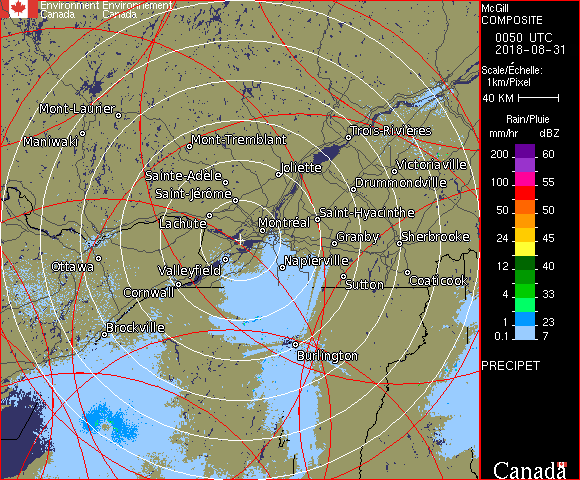 Environment Environnement
Canada Canada
McGill
COMPOSITE
0050 UTC
2018-08-31
Scale/Échelle:
1km/Pixel
40 KM
Rain/Pluie
mm/hr dBZ
200 60
55
100 55
50 50
24 45
12 40
8 33
4 28
1 23
0.1 7
PRECIPET
Canada
Mont-Laurier
Maniwaki
Mont-Tremblant
Trois-Rivières
Joliette
Victoriaville
Sainte-Adèle
Drummondville
Saint-Jérôme
Lachute
Saint-Hyacinthe
Montréal
Granby
Sherbrooke
Ottawa
Valleyfield
Napierville
Cornwall
Sutton
Coaticook
Brockville
Burlington